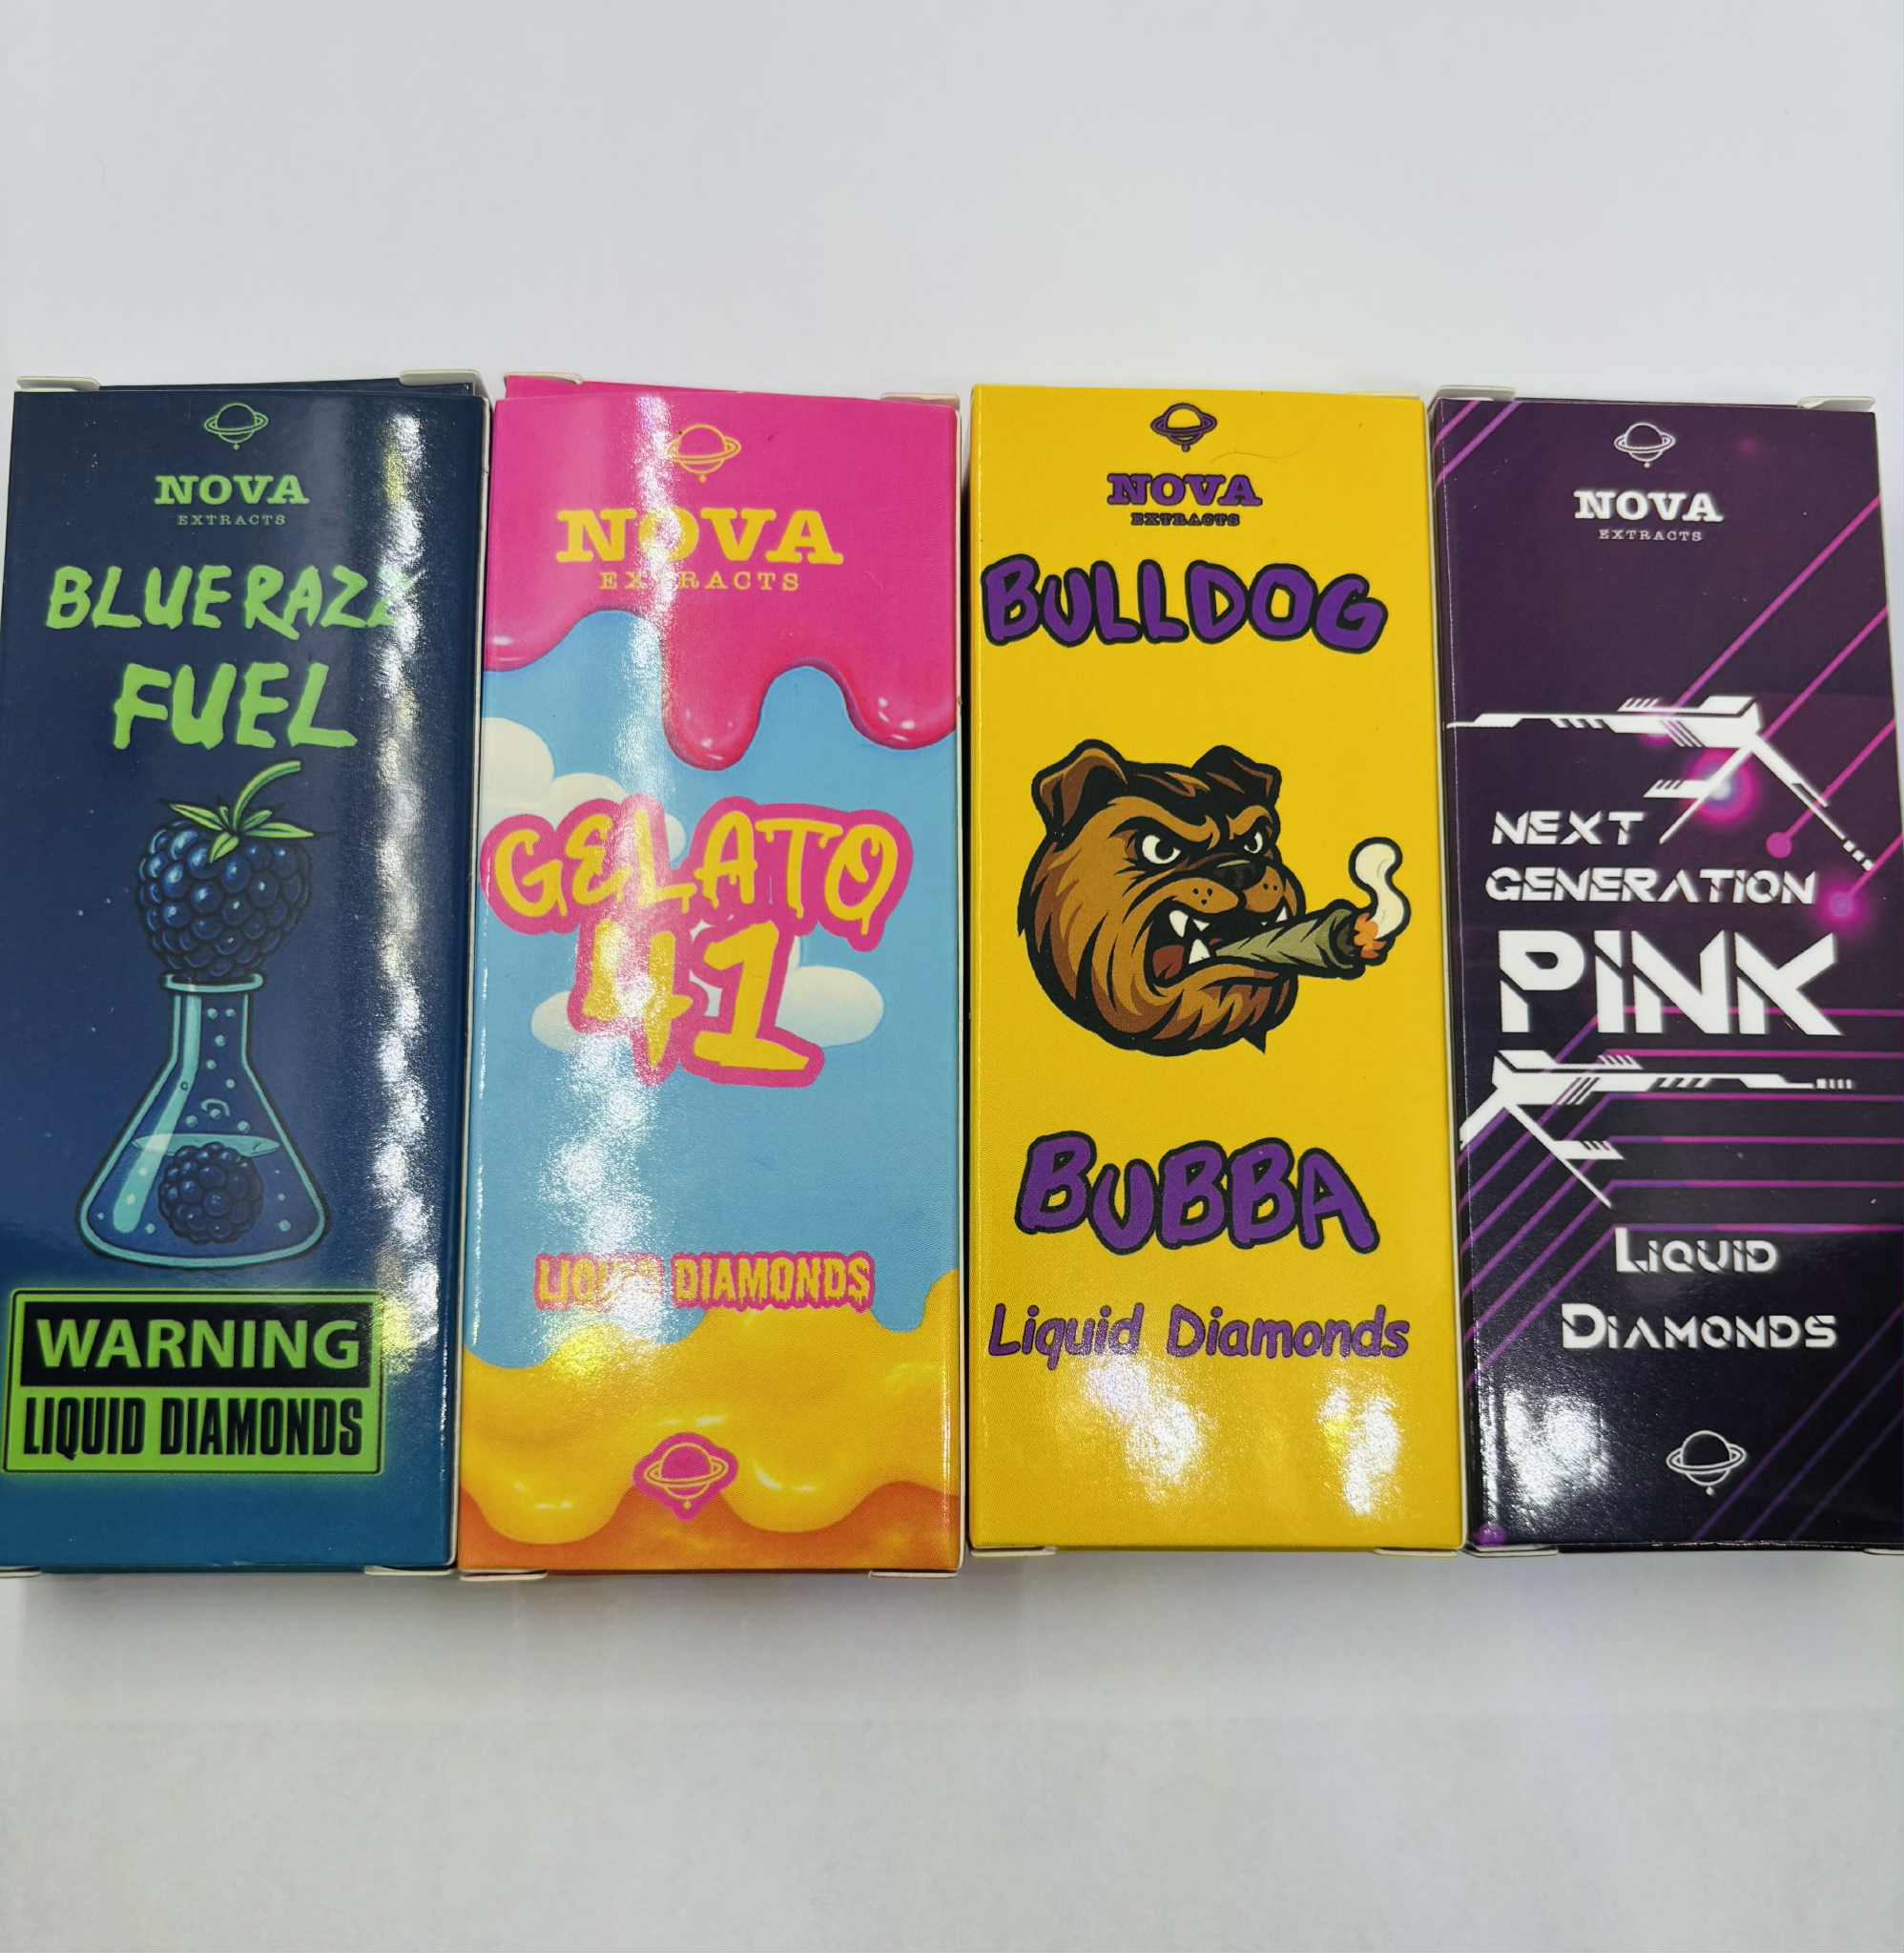 NOVA
EXTRACTS
BLUE RAZZ
FUEL
WARNING
LIQUID DIAMONDS
NOVA
EXTRACTS
GELATO
41
LIQUID DIAMONDS
NOVA
EXTRACTS
BULLDOG
BUBBA
Liquid Diamonds
NOVA
EXTRACTS
NEXT
GENERATION
PINK
LIQUID
DIAMONDS